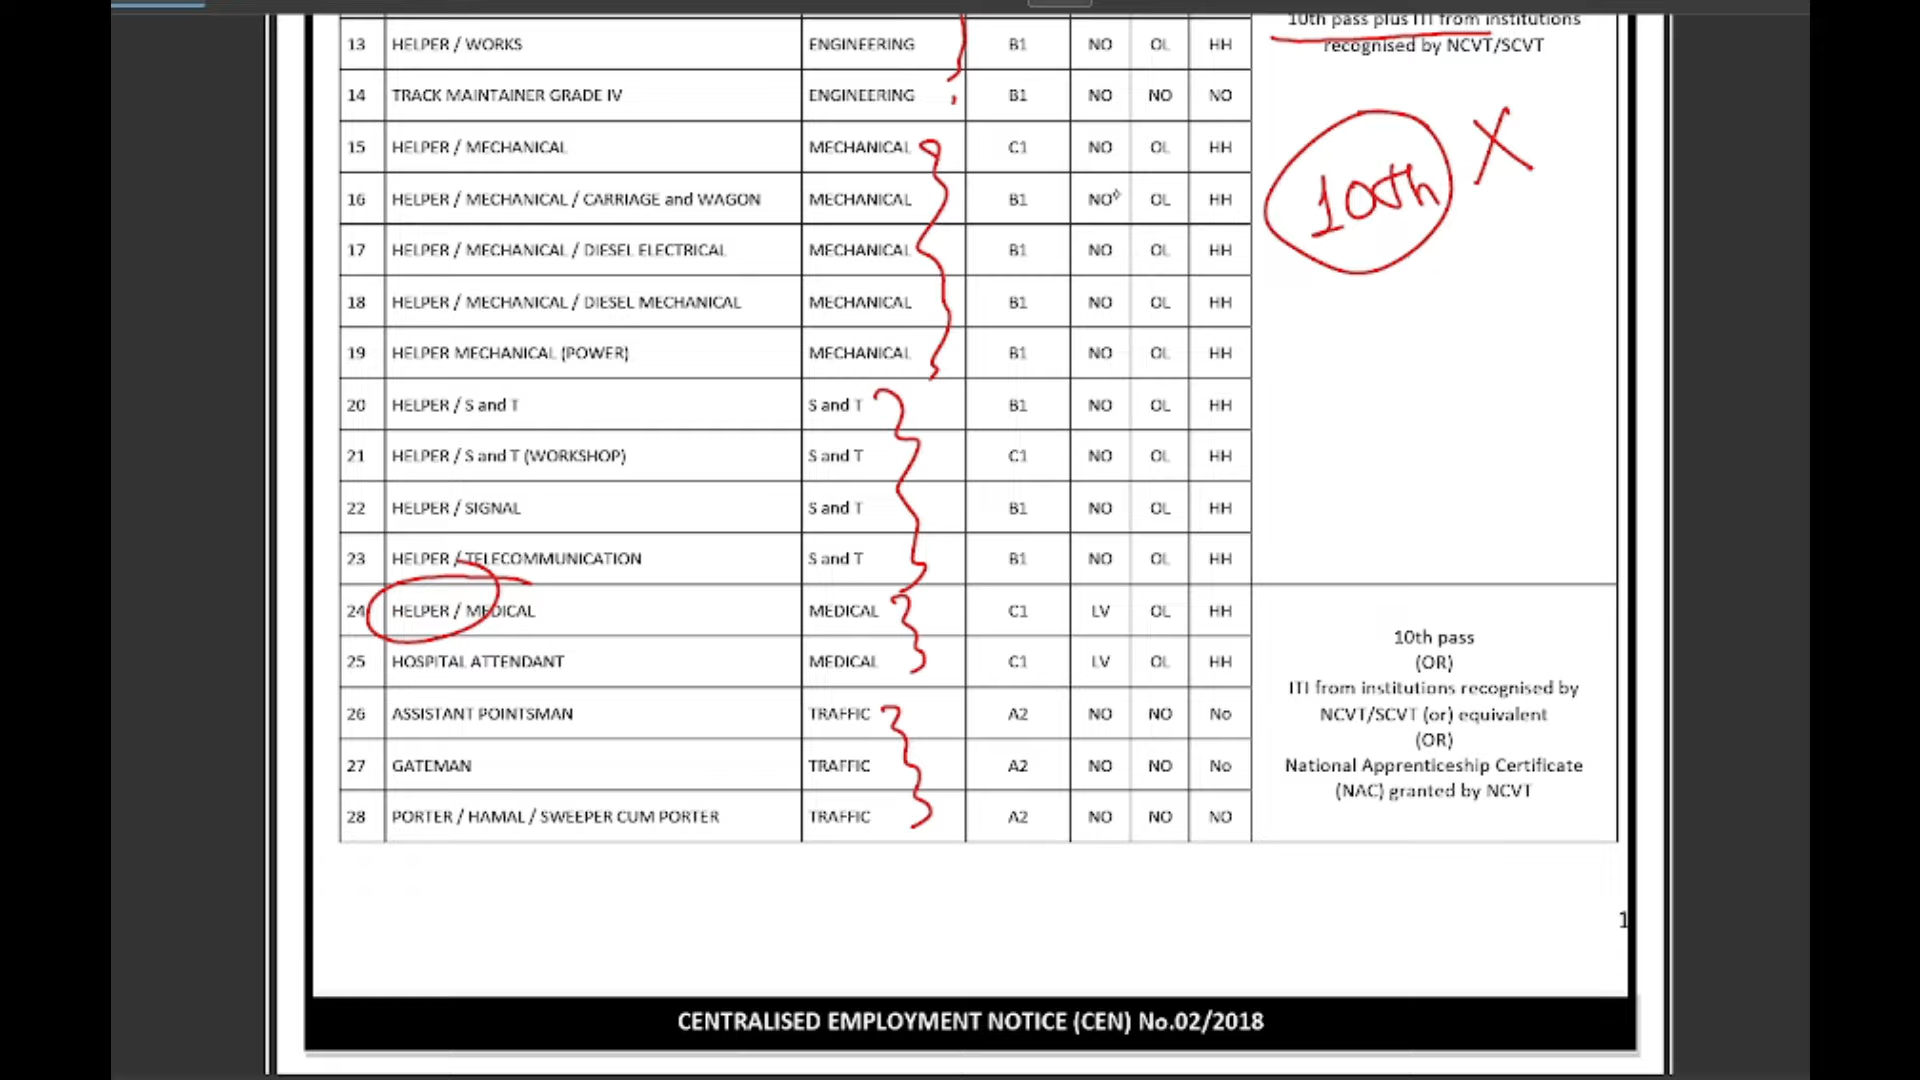 10th pass plus ITI from institutions
13 HELPER / WORKS ENGINEERING B1 NO OL HH
recognised by NCVT/SCVT
14 TRACK MAINTAINER GRADE IV ENGINEERING B1 NO NO NO
15 HELPER / MECHANICAL MECHANICAL C1 NO OL HH
10th X
16 HELPER / MECHANICAL / CARRIAGE and WAGON MECHANICAL B1 NO OL HH
17 HELPER / MECHANICAL / DIESEL ELECTRICAL MECHANICAL B1 NO OL HH
18 HELPER / MECHANICAL / DIESEL MECHANICAL MECHANICAL B1 NO OL HH
19 HELPER MECHANICAL (POWER) MECHANICAL B1 NO OL HH
20 HELPER / S and T S and T B1 NO OL HH
21 HELPER / S and T (WORKSHOP) S and T C1 NO OL HH
22 HELPER / SIGNAL S and T B1 NO OL HH
23 HELPER / TELECOMMUNICATION S and T B1 NO OL HH
24 HELPER / MEDICAL MEDICAL C1 LV OL HH
25 HOSPITAL ATTENDANT MEDICAL C1 LV OL HH
26 ASSISTANT POINTSMAN TRAFFIC A2 NO NO No
27 GATEMAN TRAFFIC A2 NO NO No
28 PORTER / HAMAL / SWEEPER CUM PORTER TRAFFIC A2 NO NO NO
10th pass
(OR)
ITI from institutions recognised by
NCVT/SCVT (or) equivalent
(OR)
National Apprenticeship Certificate
(NAC) granted by NCVT
1
CENTRALISED EMPLOYMENT NOTICE (CEN) No.02/2018